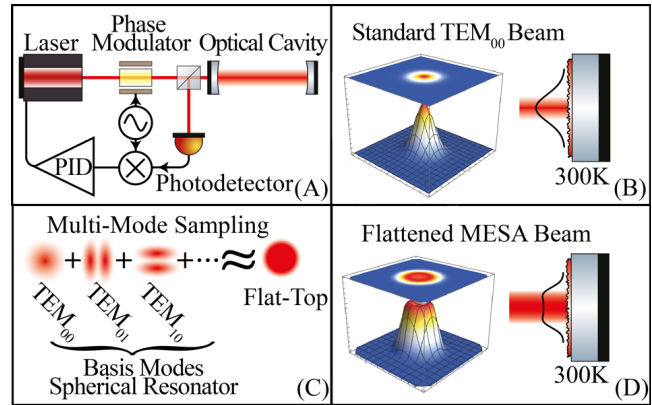 Phase
Laser Modulator Optical Cavity
PID
Photodetector
(A)
Standard TEM₀₀ Beam
300K
(B)
Multi-Mode Sampling
+ + +···≈
TEM₀₀ TEM₀₁ TEM₁₀
Flat-Top
Basis Modes
Spherical Resonator
(C)
Flattened MESA Beam
300K
(D)